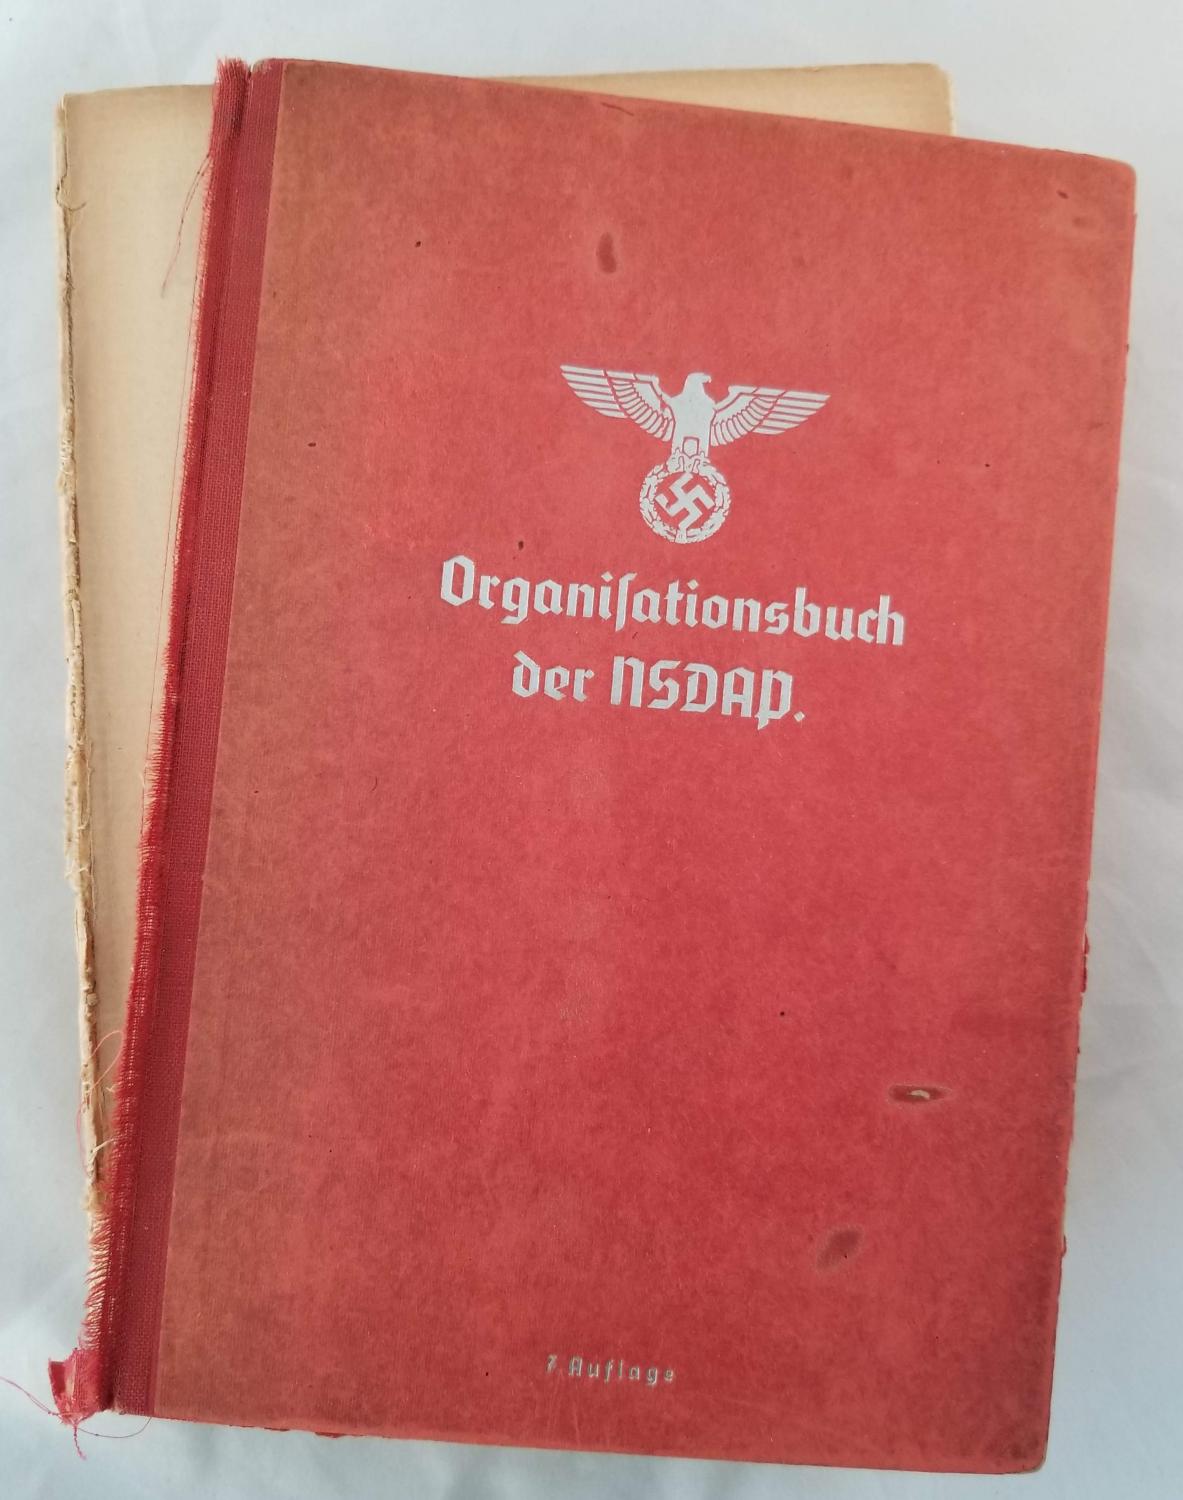 Organiſationsbuch
der NSDAP.
7. Auflage